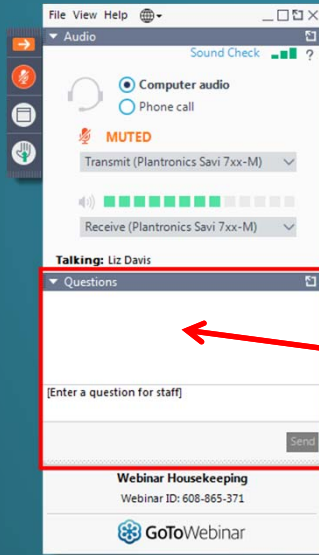 File View Help
Audio
Sound Check ?
Computer audio
Phone call
MUTED
Transmit (Plantronics Savi 7xx-M)
Receive (Plantronics Savi 7xx-M)
Talking: Liz Davis
Questions
[Enter a question for staff]
Send
Webinar Housekeeping
Webinar ID: 608-865-371
GoToWebinar